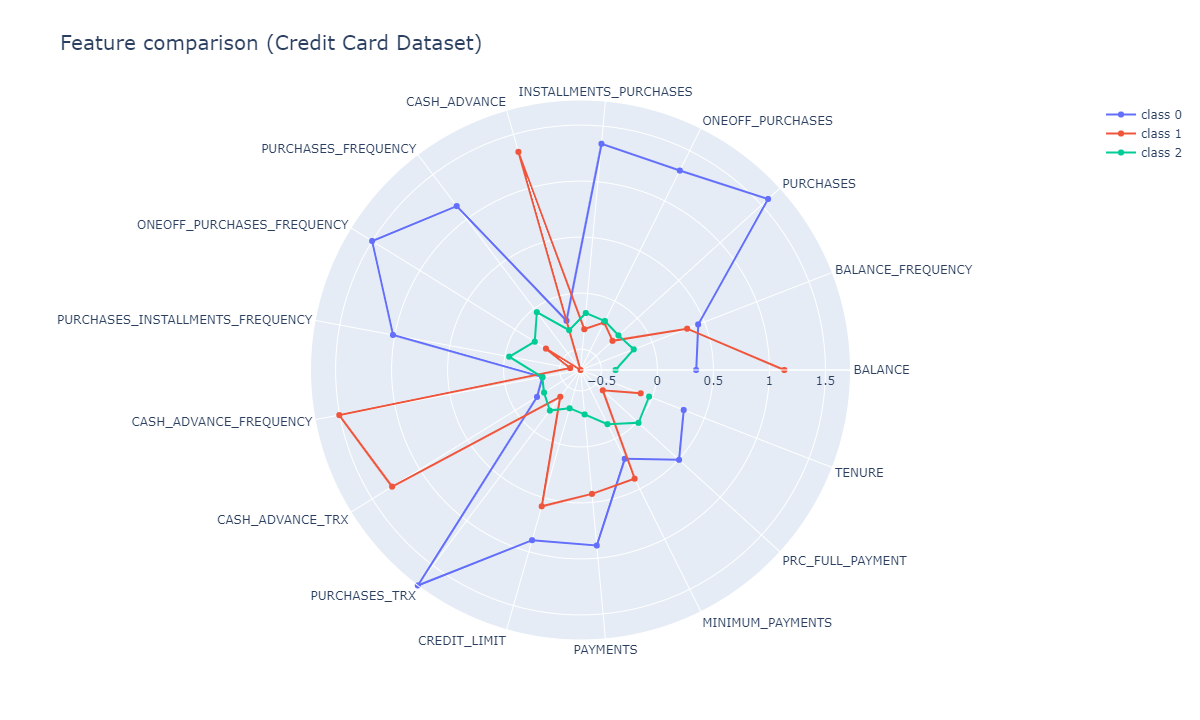 Feature comparison (Credit Card Dataset)
INSTALLMENTS_PURCHASES
CASH_ADVANCE
ONEOFF_PURCHASES
class 0
class 1
class 2
PURCHASES_FREQUENCY
PURCHASES
ONEOFF_PURCHASES_FREQUENCY
BALANCE_FREQUENCY
PURCHASES_INSTALLMENTS_FREQUENCY
BALANCE
−0.5
0
0.5
1
1.5
CASH_ADVANCE_FREQUENCY
TENURE
CASH_ADVANCE_TRX
PRC_FULL_PAYMENT
PURCHASES_TRX
MINIMUM_PAYMENTS
CREDIT_LIMIT
PAYMENTS